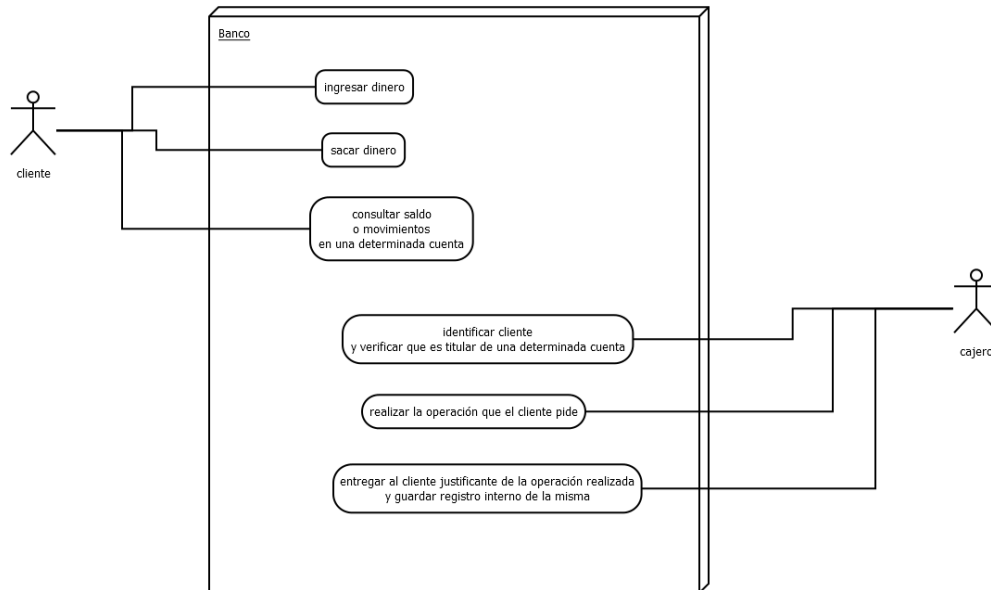 Banco
ingresar dinero
cliente
sacar dinero
consultar saldo
o movimientos
en una determinada cuenta
identificar cliente
y verificar que es titular de una determinada cuenta
cajero
realizar la operación que el cliente pide
entregar al cliente justificante de la operación realizada
y guardar registro interno de la misma